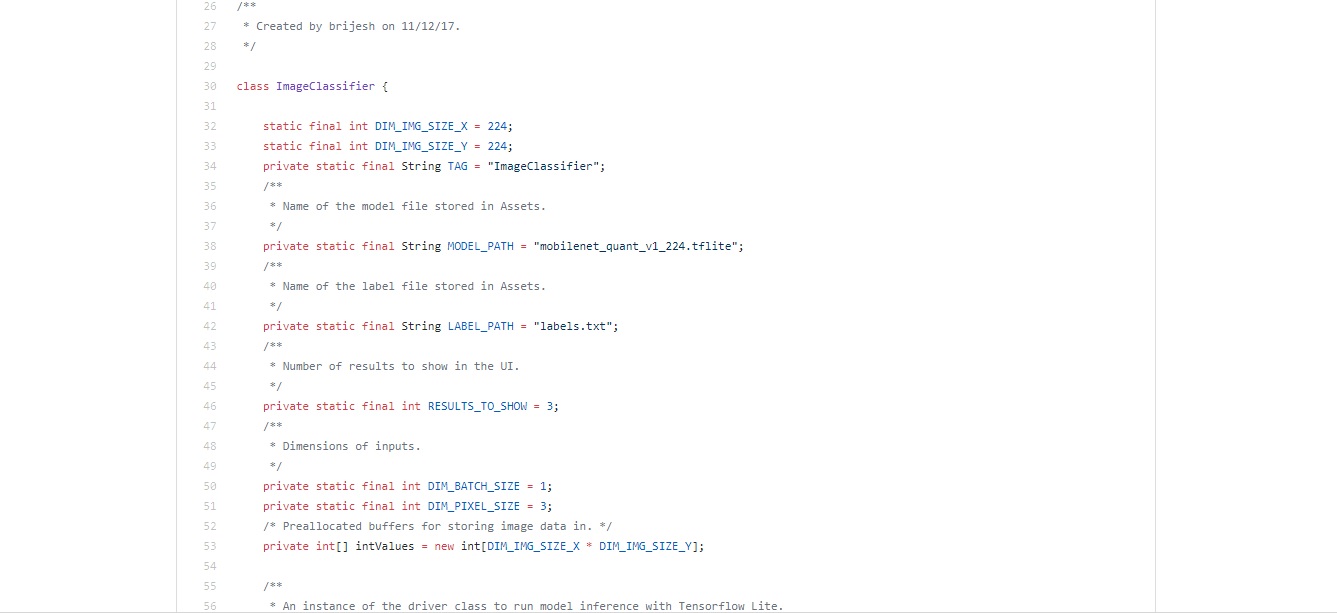 26 /**
27  * Created by brijesh on 11/12/17.
28  */
29
30 class ImageClassifier {
31
32     static final int DIM_IMG_SIZE_X = 224;
33     static final int DIM_IMG_SIZE_Y = 224;
34     private static final String TAG = "ImageClassifier";
35     /**
36      * Name of the model file stored in Assets.
37      */
38     private static final String MODEL_PATH = "mobilenet_quant_v1_224.tflite";
39     /**
40      * Name of the label file stored in Assets.
41      */
42     private static final String LABEL_PATH = "labels.txt";
43     /**
44      * Number of results to show in the UI.
45      */
46     private static final int RESULTS_TO_SHOW = 3;
47     /**
48      * Dimensions of inputs.
49      */
50     private static final int DIM_BATCH_SIZE = 1;
51     private static final int DIM_PIXEL_SIZE = 3;
52     /* Preallocated buffers for storing image data in. */
53     private int[] intValues = new int[DIM_IMG_SIZE_X * DIM_IMG_SIZE_Y];
54
55     /**
56      * An instance of the driver class to run model inference with Tensorflow Lite.